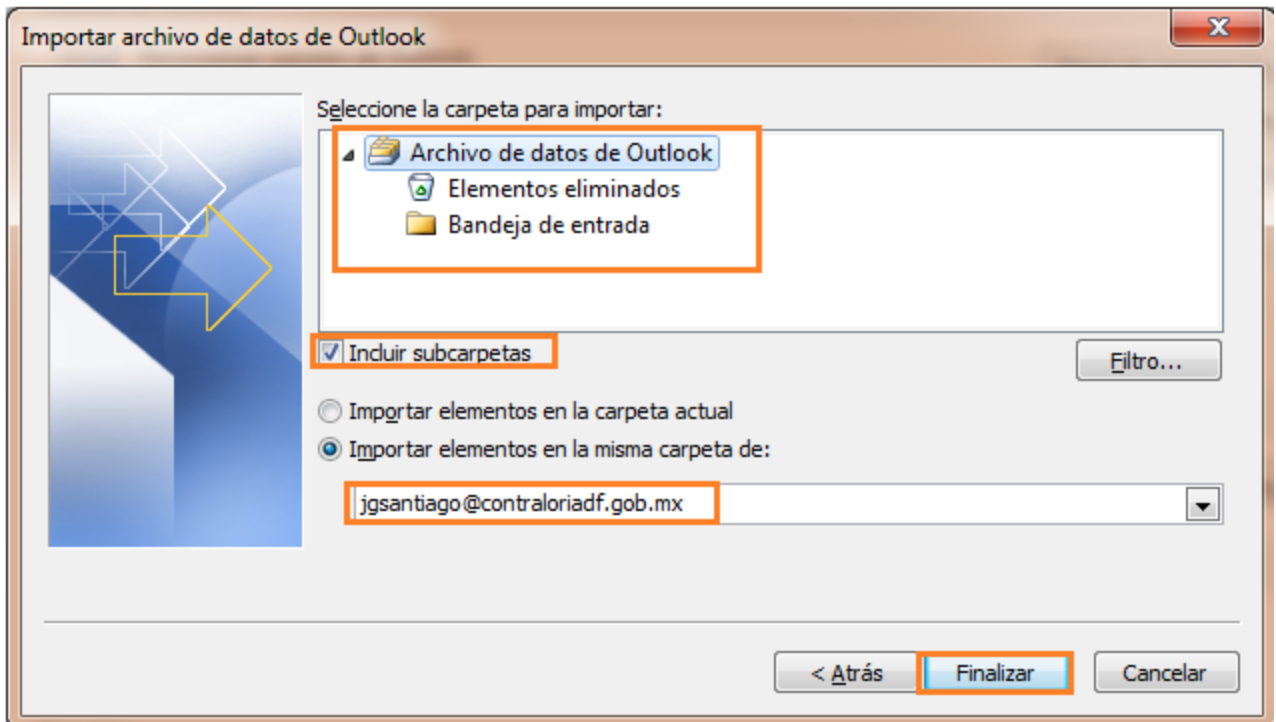 Importar archivo de datos de Outlook
Seleccione la carpeta para importar:
Archivo de datos de Outlook
Elementos eliminados
Bandeja de entrada
Incluir subcarpetas
Filtro...
Importar elementos en la carpeta actual
Importar elementos en la misma carpeta de:
jgsantiago@contraloriadf.gob.mx
< Atrás Finalizar Cancelar